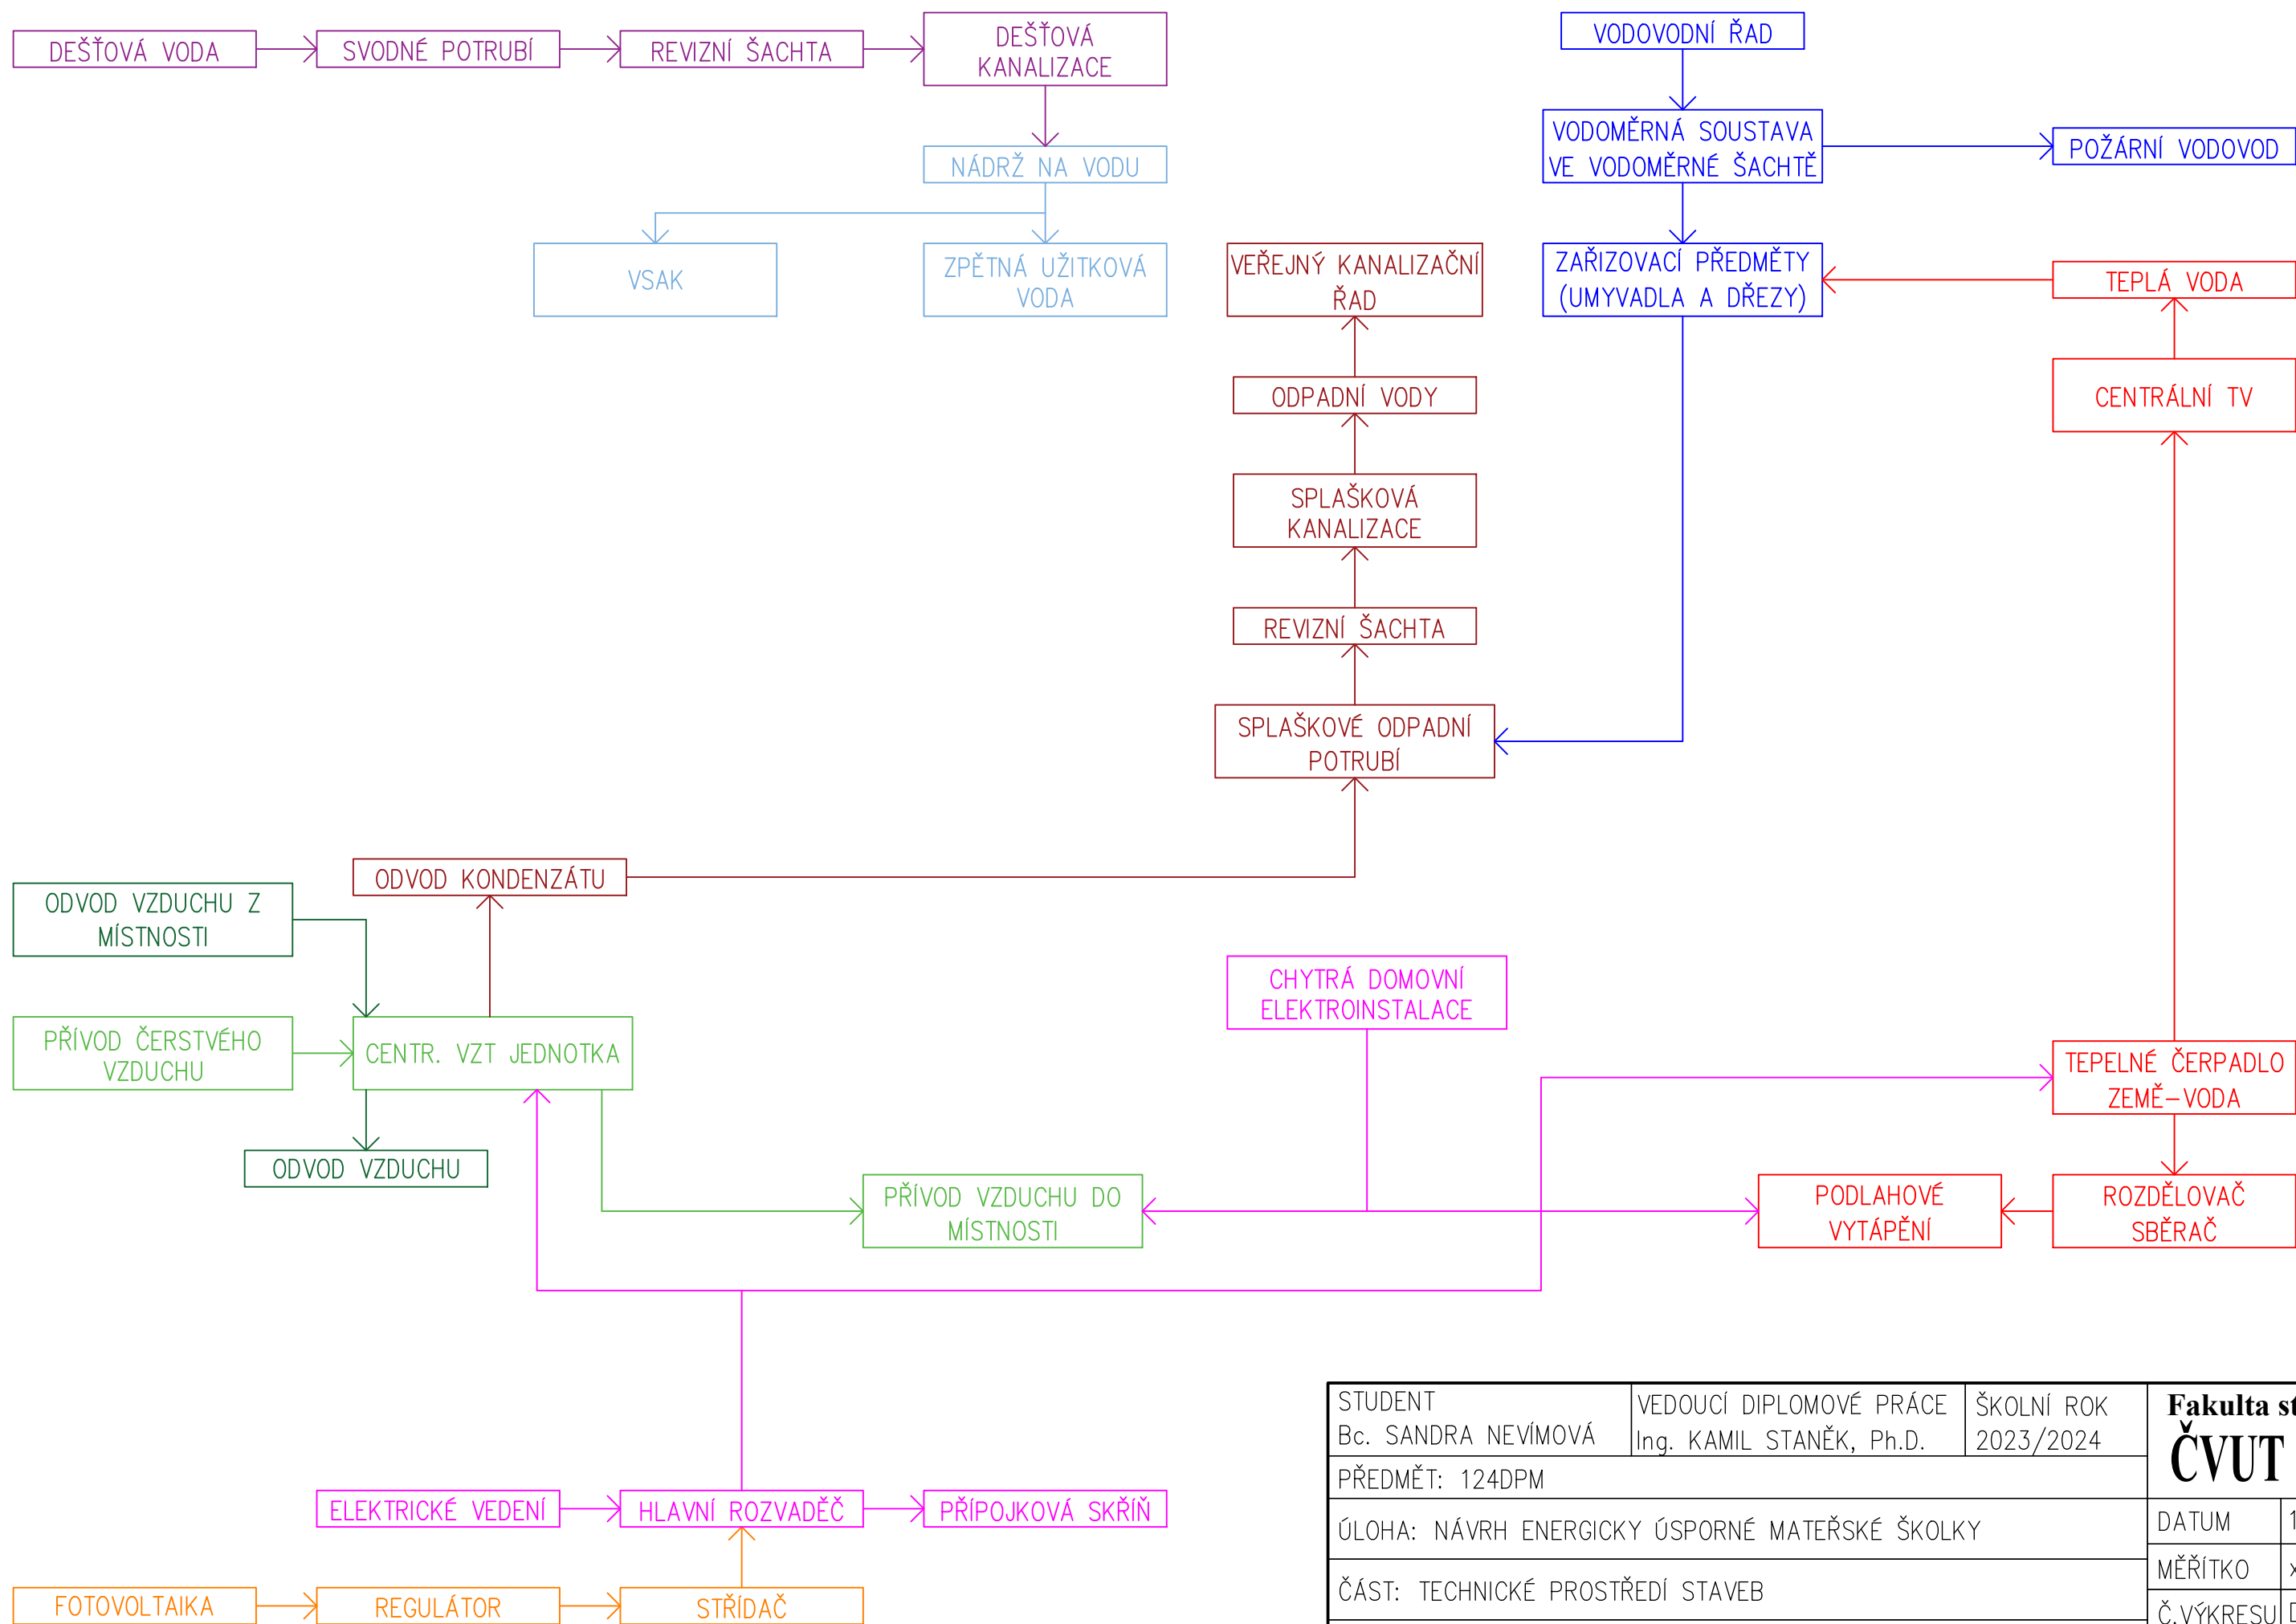 DEŠŤOVÁ VODA
SVODNÉ POTRUBÍ
REVIZNÍ ŠACHTA
DEŠŤOVÁ
KANALIZACE
NÁDRŽ NA VODU
VSAK
ZPĚTNÁ UŽITKOVÁ
VODA
VODOVODNÍ ŘAD
VODOMĚRNÁ SOUSTAVA
VE VODOMĚRNÉ ŠACHTĚ
POŽÁRNÍ VODOVOD
ZAŘIZOVACÍ PŘEDMĚTY
(UMYVADLA A DŘEZY)
TEPLÁ VODA
CENTRÁLNÍ TV
VEŘEJNÝ KANALIZAČNÍ
ŘAD
ODPADNÍ VODY
SPLAŠKOVÁ
KANALIZACE
REVIZNÍ ŠACHTA
SPLAŠKOVÉ ODPADNÍ
POTRUBÍ
ODVOD KONDENZÁTU
ODVOD VZDUCHU Z
MÍSTNOSTI
PŘÍVOD ČERSTVÉHO
VZDUCHU
CENTR. VZT JEDNOTKA
ODVOD VZDUCHU
CHYTRÁ DOMOVNÍ
ELEKTROINSTALACE
TEPELNÉ ČERPADLO
ZEMĚ-VODA
PŘÍVOD VZDUCHU DO
MÍSTNOSTI
PODLAHOVÉ
VYTÁPĚNÍ
ROZDĚLOVAČ
SBĚRAČ
ELEKTRICKÉ VEDENÍ
HLAVNÍ ROZVADĚČ
PŘÍPOJKOVÁ SKŘÍŇ
FOTOVOLTAIKA
REGULÁTOR
STŘÍDAČ
STUDENT
Bc. SANDRA NEVÍMOVÁ
VEDOUCÍ DIPLOMOVÉ PRÁCE
Ing. KAMIL STANĚK, Ph.D.
ŠKOLNÍ ROK
2023/2024
Fakulta st
ČVUT
PŘEDMĚT: 124DPM
ÚLOHA: NÁVRH ENERGICKY ÚSPORNÉ MATEŘSKÉ ŠKOLKY
DATUM
ČÁST: TECHNICKÉ PROSTŘEDÍ STAVEB
MĚŘÍTKO
Č.VÝKRESU